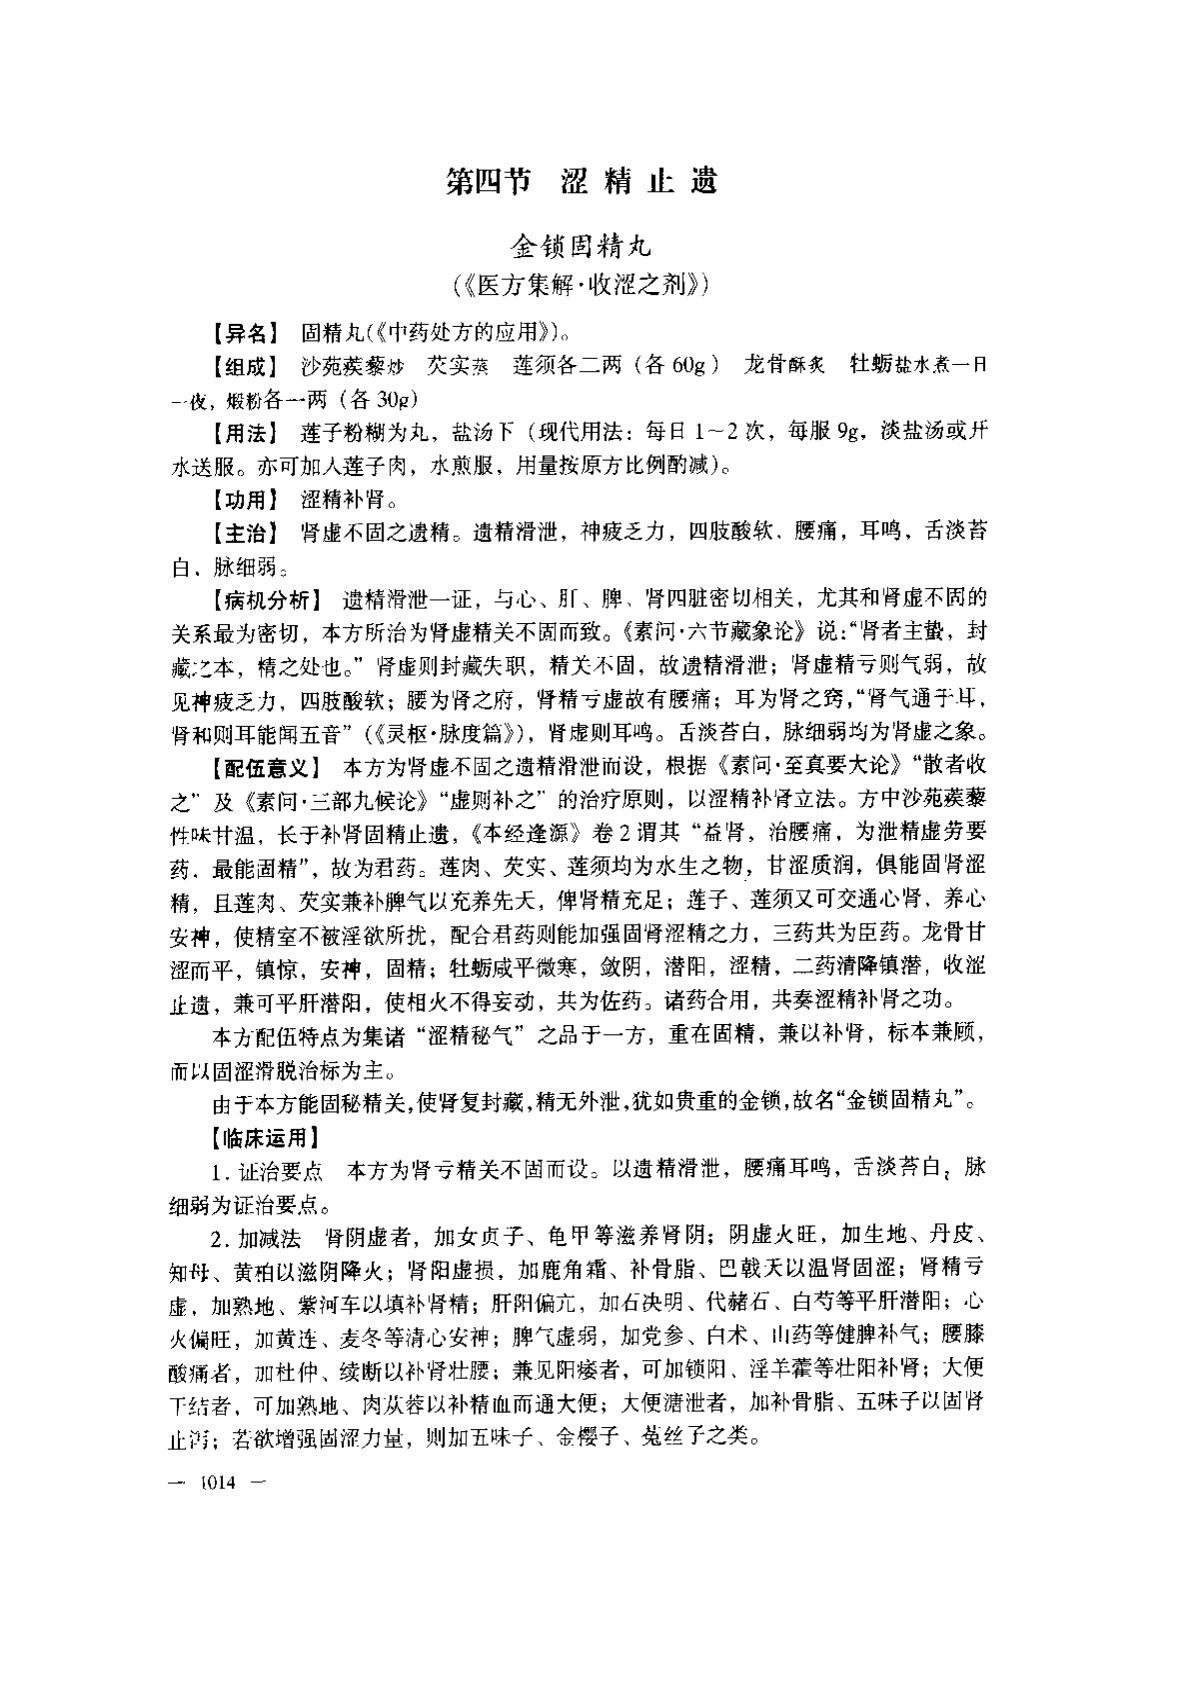 第四节 涩精止遗
金锁固精丸
(《医方集解·收涩之剂》)
【异名】 固精丸(《中药处方的应用》)。
【组成】 沙苑蒺藜炒 芡实蒸 莲须各二两（各 60g） 龙骨酥炙 牡蛎盐水煮一日
一夜，煅粉各一两（各 30g）
【用法】 莲子粉糊为丸，盐汤下（现代用法：每日 1～2 次，每服 9g，淡盐汤或开
水送服。亦可加入莲子肉，水煎服，用量按原方比例酌减）。
【功用】 涩精补肾。
【主治】 肾虚不固之遗精。遗精滑泄，神疲乏力，四肢酸软，腰痛，耳鸣，舌淡苔
白，脉细弱。
【病机分析】 遗精滑泄一证，与心、肝、脾、肾四脏密切相关，尤其和肾虚不固的
关系最为密切，本方所治为肾虚精关不固而致。《素问·六节藏象论》说：“肾者主蛰，封
藏之本，精之处也。”肾虚则封藏失职，精关不固，故遗精滑泄；肾虚精亏则气弱，故
见神疲乏力，四肢酸软；腰为肾之府，肾精亏虚故有腰痛；耳为肾之窍，“肾气通于耳，
肾和则耳能闻五音”（《灵枢·脉度篇》），肾虚则耳鸣。舌淡苔白，脉细弱均为肾虚之象。
【配伍意义】 本方为肾虚不固之遗精滑泄而设，根据《素问·至真要大论》“散者收
之”及《素问·三部九候论》“虚则补之”的治疗原则，以涩精补肾立法。方中沙苑蒺藜
性味甘温，长于补肾固精止遗，《本经逢源》卷 2 谓其“益肾，治腰痛，为泄精虚劳要
药，最能固精”，故为君药。莲肉、芡实、莲须均为水生之物，甘涩质润，俱能固肾涩
精，且莲肉、芡实兼补脾气以充养先天，俾肾精充足；莲子、莲须又可交通心肾，养心
安神，使精室不被淫欲所扰，配合君药则能加强固肾涩精之力，三药共为臣药。龙骨甘
涩而平，镇惊，安神，固精；牡蛎咸平微寒，敛阴，潜阳，涩精，二药清降镇潜，收涩
止遗，兼可平肝潜阳，使相火不得妄动，共为佐药。诸药合用，共奏涩精补肾之功。
本方配伍特点为集诸“涩精秘气”之品于一方，重在固精，兼以补肾，标本兼顾，
而以固涩滑脱治标为主。
由于本方能固秘精关,使肾复封藏,精无外泄,犹如贵重的金锁,故名“金锁固精丸”。
【临床运用】
1. 证治要点 本方为肾亏精关不固而设。以遗精滑泄，腰痛耳鸣，舌淡苔白，脉
细弱为证治要点。
2. 加减法 肾阴虚者，加女贞子、龟甲等滋养肾阴；阴虚火旺，加生地、丹皮、
知母、黄柏以滋阴降火；肾阳虚损，加鹿角霜、补骨脂、巴戟天以温肾固涩；肾精亏
虚，加熟地、紫河车以填补肾精；肝阳偏亢，加石决明、代赭石、白芍等平肝潜阳；心
火偏旺，加黄连、麦冬等清心安神；脾气虚弱，加党参、白术、山药等健脾补气；腰膝
酸痛者，加杜仲、续断以补肾壮腰；兼见阳痿者，可加锁阳、淫羊藿等壮阳补肾；大便
干结者，可加熟地、肉苁蓉以补精血而通大便；大便溏泄者，加补骨脂、五味子以固肾
止泻；若欲增强固涩力量，则加五味子、金樱子、菟丝子之类。
— 1014 —